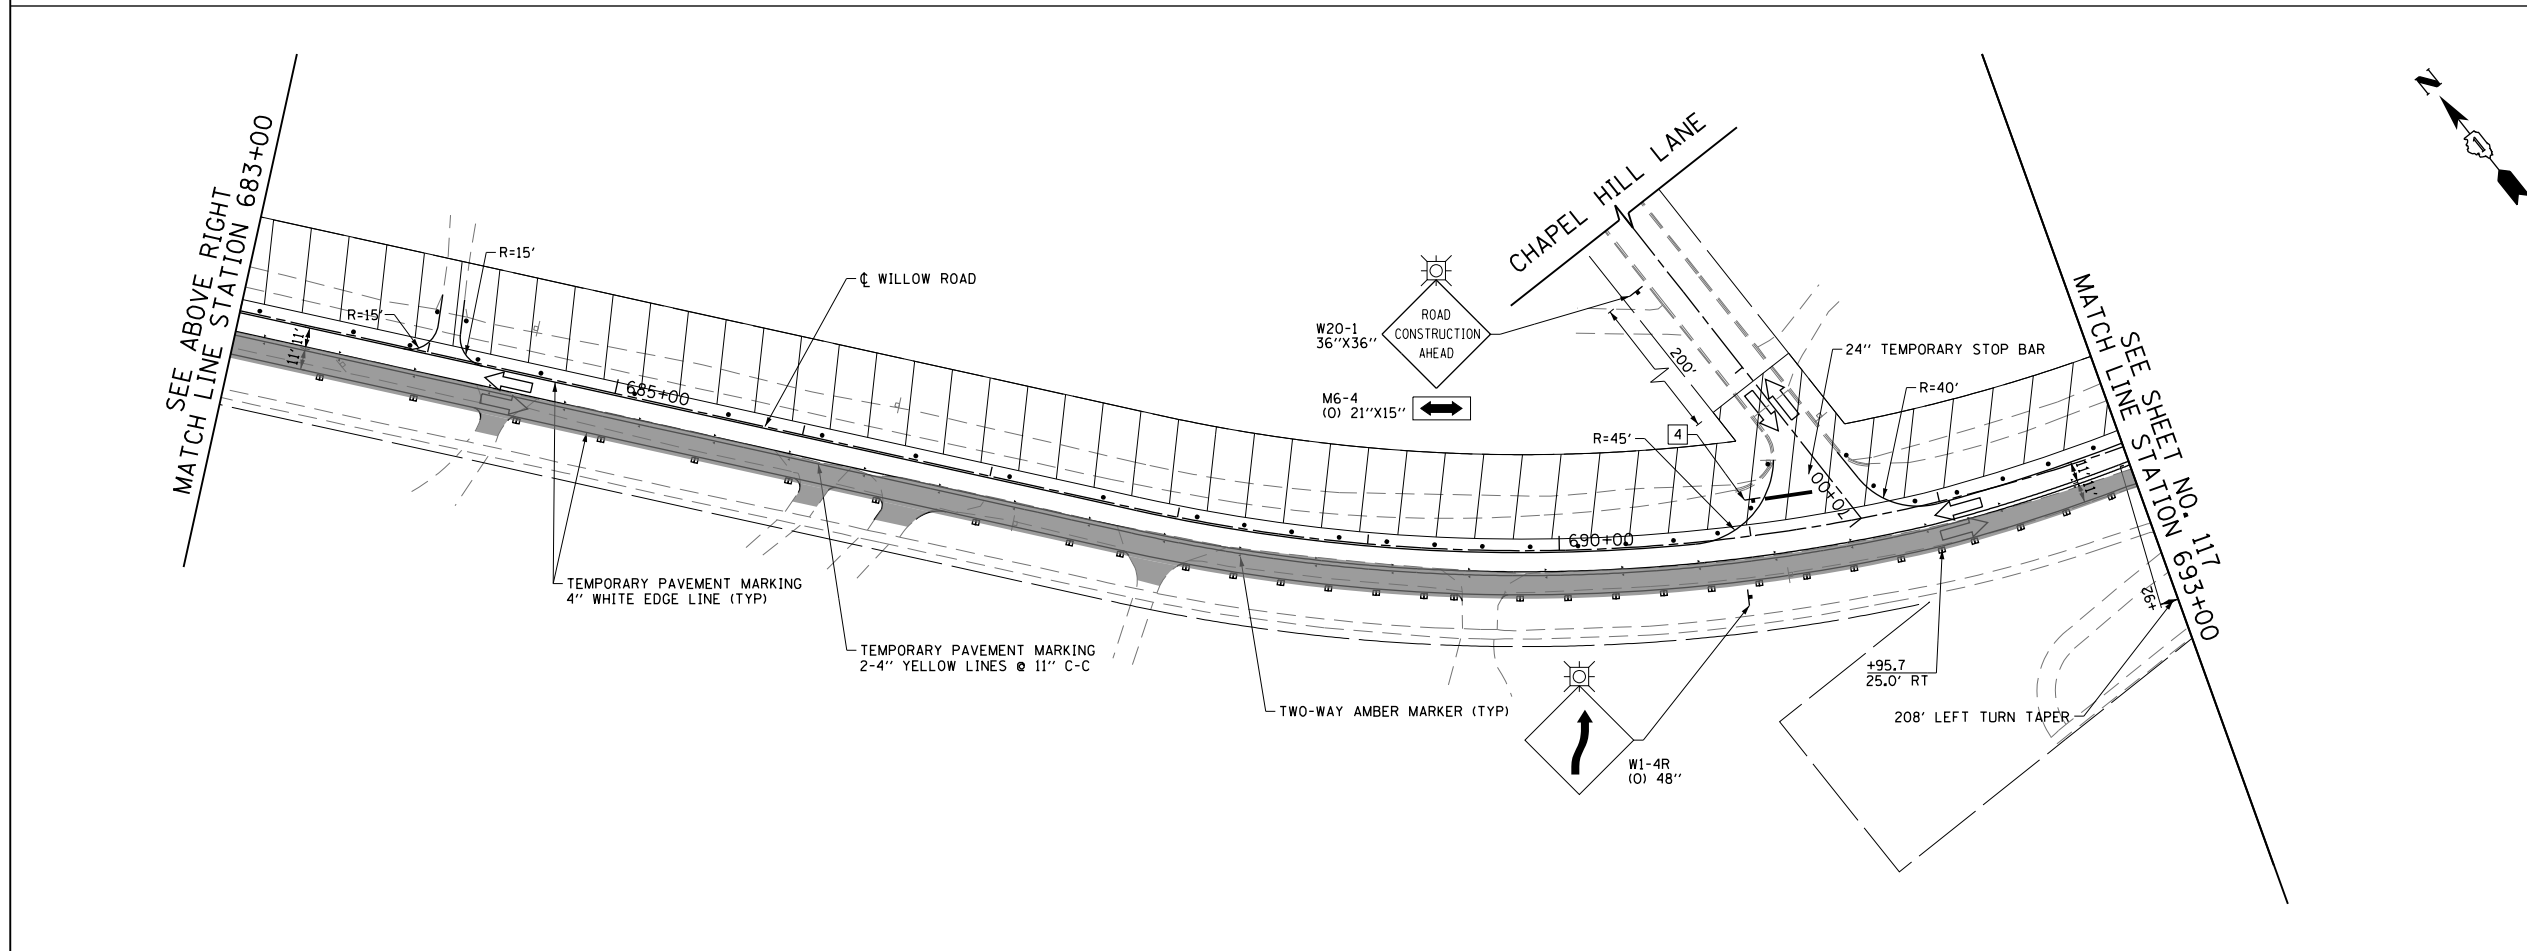 SEE ABOVE RIGHT
MATCH LINE STATION 683+00
11'
11'
R=15'
R=15'
685+00
℄ WILLOW ROAD
TEMPORARY PAVEMENT MARKING
4'' WHITE EDGE LINE (TYP)
TEMPORARY PAVEMENT MARKING
2-4'' YELLOW LINES @ 11'' C-C
TWO-WAY AMBER MARKER (TYP)
CHAPEL HILL LANE
ROAD
CONSTRUCTION
AHEAD
W20-1
36''X36''
M6-4
(O) 21''X15''
200'
4
R=45'
690+00
24'' TEMPORARY STOP BAR
R=40'
70+00
11'
11'
W1-4R
(O) 48''
+95.7
25.0' RT
208' LEFT TURN TAPER
+92
SEE SHEET NO. 117
MATCH LINE STATION 693+00
N